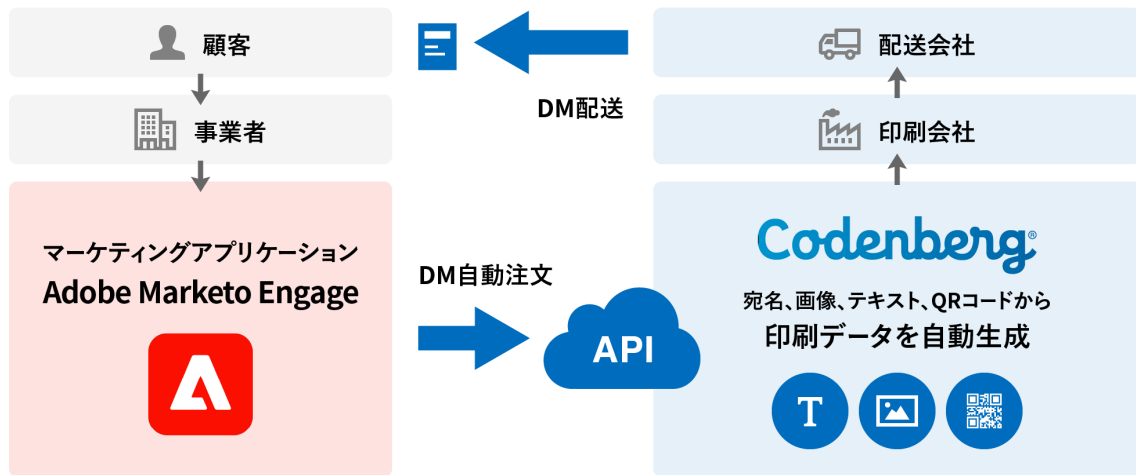 顧客
事業者
マーケティングアプリケーション
Adobe Marketo Engage
DM配送
DM自動注文
API
配送会社
印刷会社
Codenberg®
宛名、画像、テキスト、QRコードから
印刷データを自動生成
T